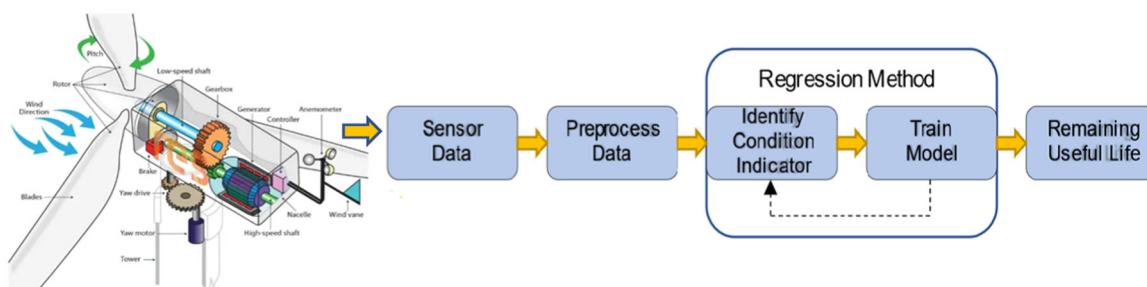 Pitch
Rotor
Low-speed shaft
Gearbox
Generator
Anemometer
Controller
Wind
Direction
Brake
Yaw drive
Blades
Yaw motor
Tower
High-speed shaft
Nacelle
Wind vane
Sensor
Data
Preprocess
Data
Regression Method
Identify
Condition
Indicator
Train
Model
Remaining
Useful Life